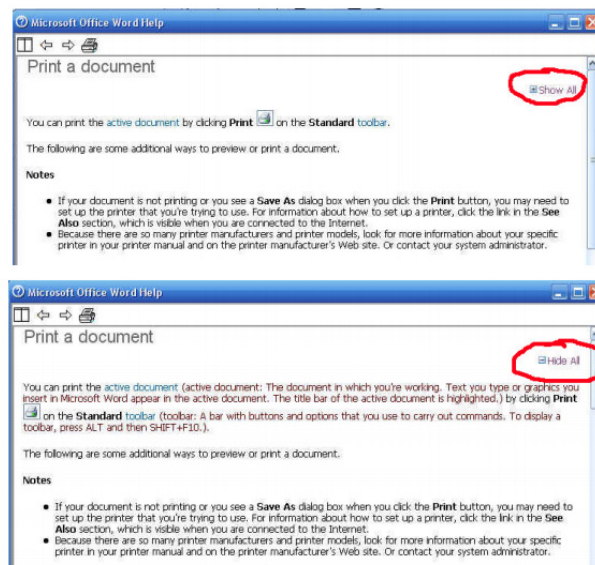 Microsoft Office Word Help
Print a document
Show All
You can print the active document by clicking Print on the Standard toolbar.
The following are some additional ways to preview or print a document.
Notes
If your document is not printing or you see a Save As dialog box when you click the Print button, you may need to
set up the printer that you're trying to use. For information about how to set up a printer, click the link in the See
Also section, which is visible when you are connected to the Internet.
Because there are so many printer manufacturers and printer models, look for more information about your specific
printer in your printer manual and on the printer manufacturer's Web site. Or contact your system administrator.
Microsoft Office Word Help
Print a document
Hide All
You can print the active document (active document: The document in which you're working. Text you type or graphics you
insert in Microsoft Word appear in the active document. The title bar of the active document is highlighted.) by clicking Print
on the Standard toolbar (toolbar: A bar with buttons and options that you use to carry out commands. To display a
toolbar, press ALT and then SHIFT+F10.).
The following are some additional ways to preview or print a document.
Notes
If your document is not printing or you see a Save As dialog box when you click the Print button, you may need to
set up the printer that you're trying to use. For information about how to set up a printer, click the link in the See
Also section, which is visible when you are connected to the Internet.
Because there are so many printer manufacturers and printer models, look for more information about your specific
printer in your printer manual and on the printer manufacturer's Web site. Or contact your system administrator.